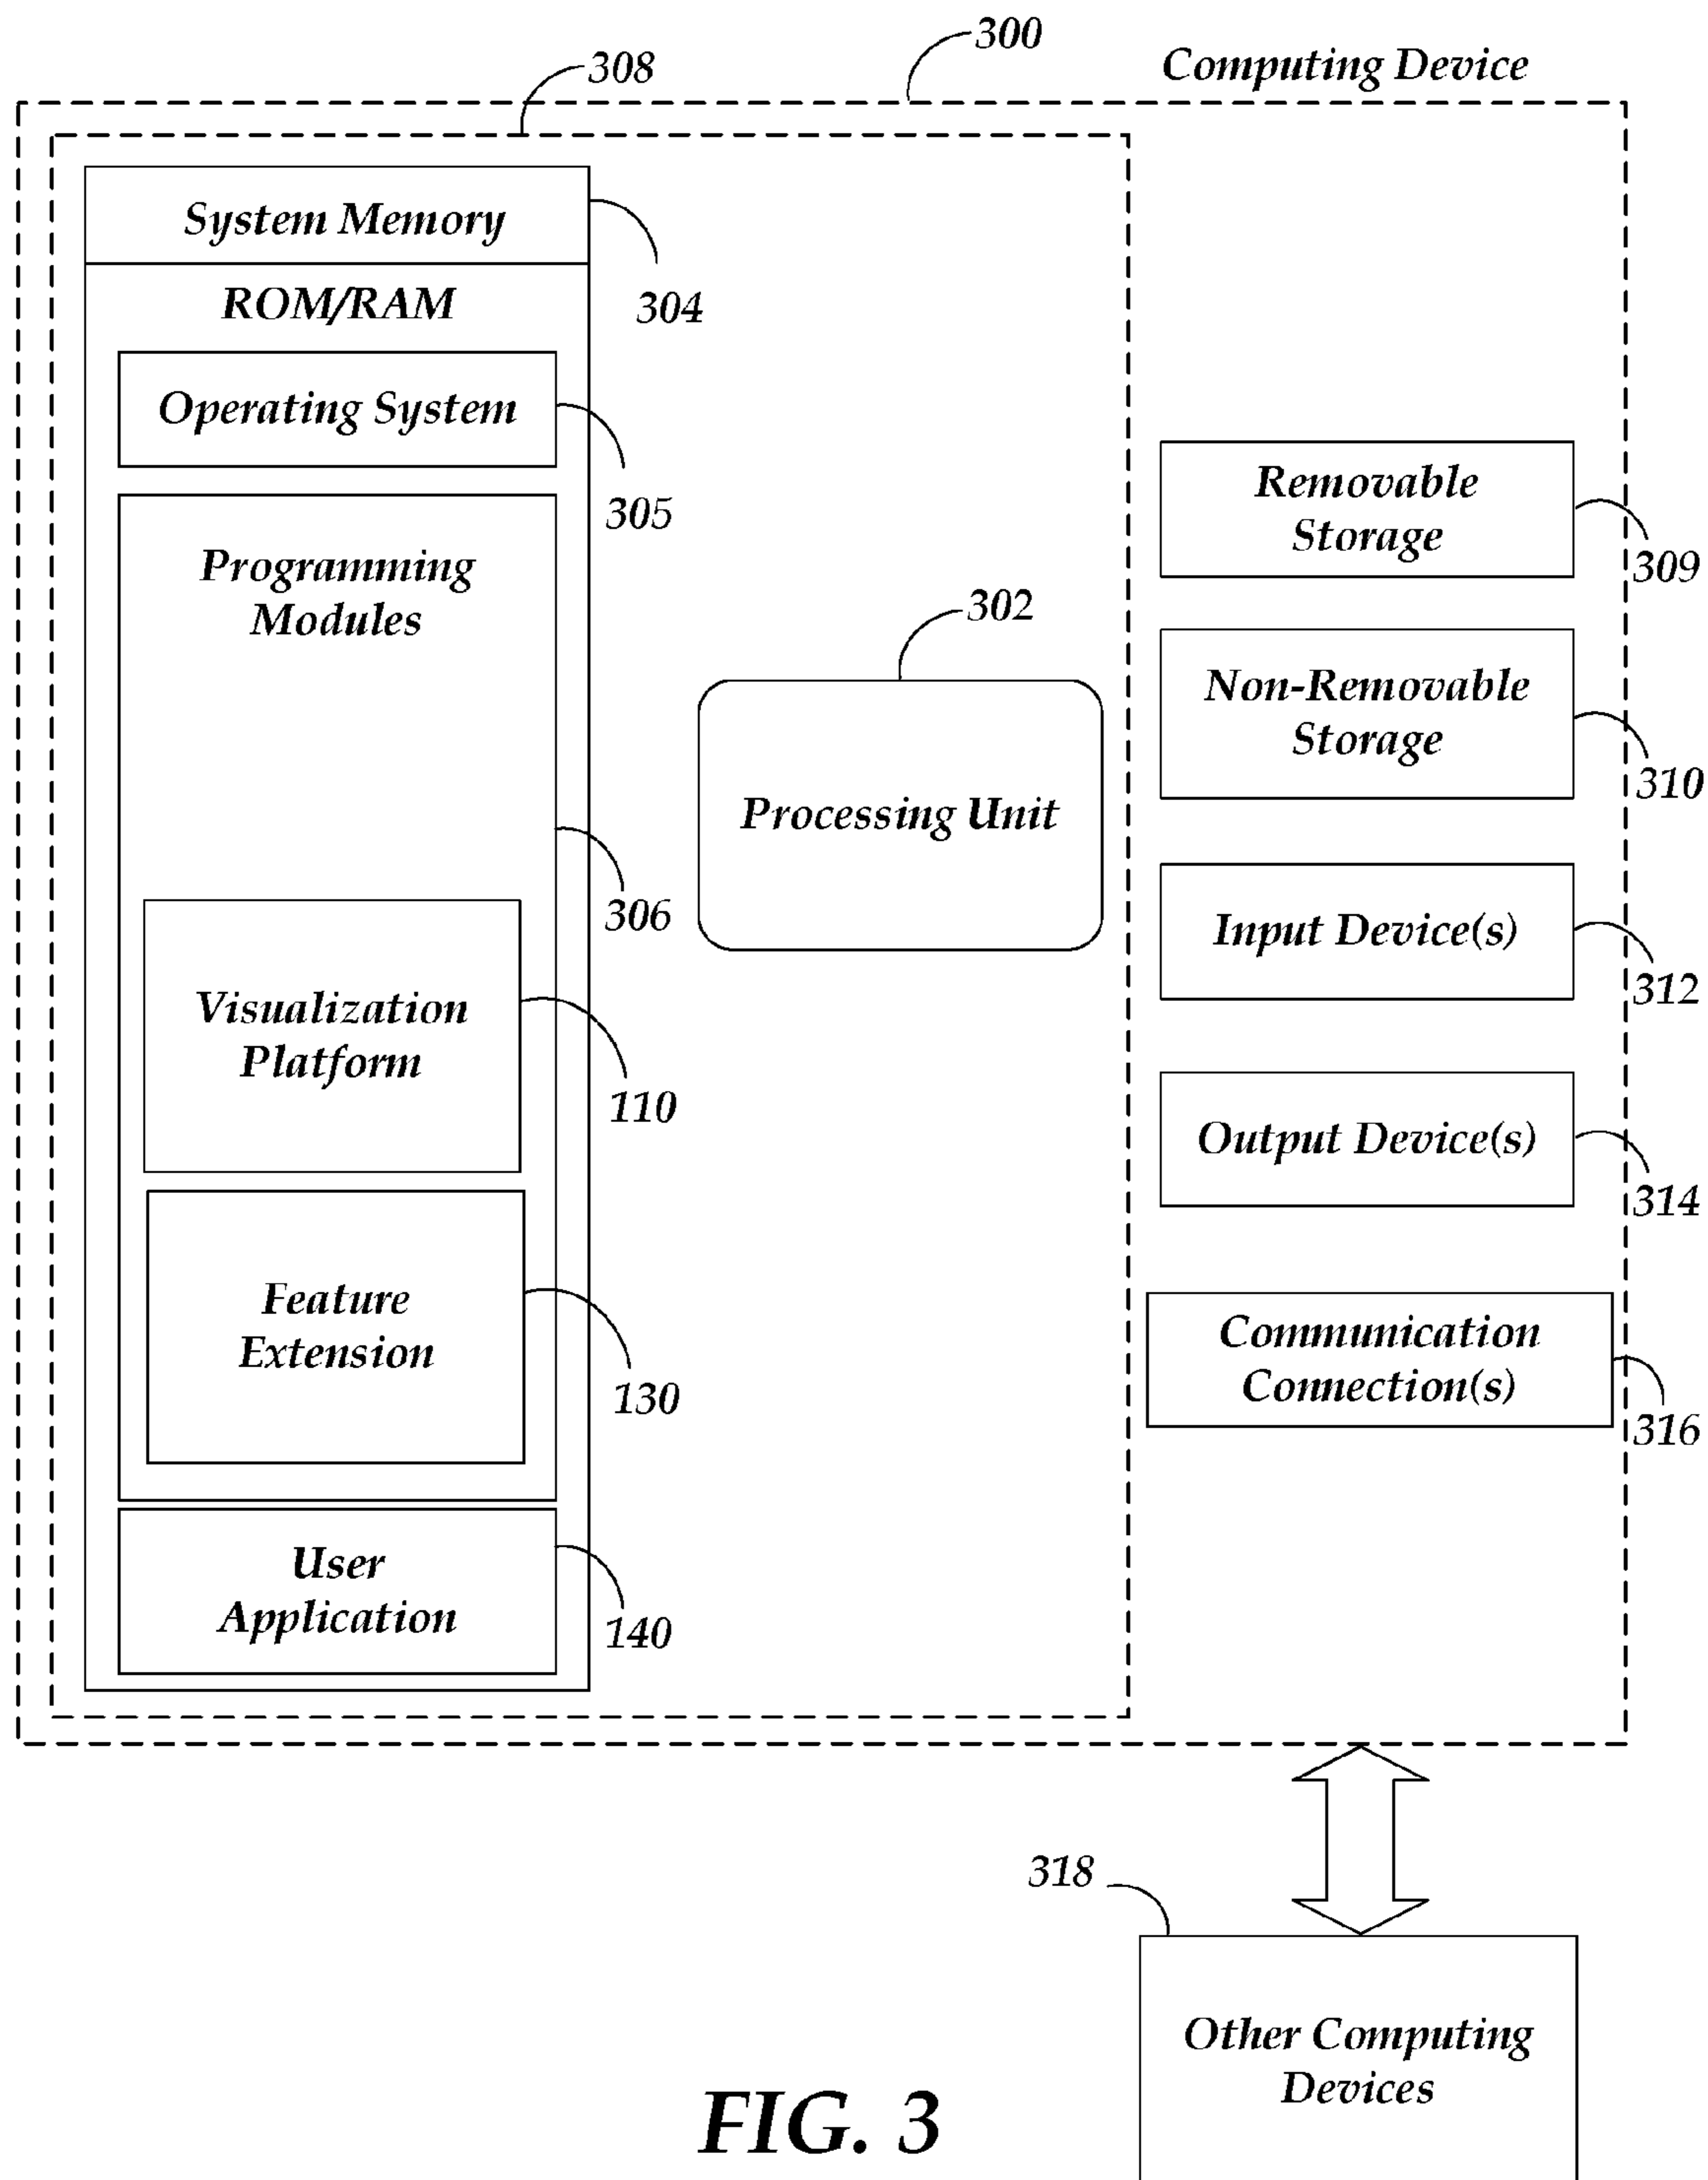 300
Computing Device
308
System Memory
304
ROM/RAM
Operating System
305
Programming
Modules
306
Visualization
Platform
110
Feature
Extension
130
User
Application
140
302
Processing Unit
Removable
Storage
309
Non-Removable
Storage
310
Input Device(s)
312
Output Device(s)
314
Communication
Connection(s)
316
318
Other Computing
Devices
FIG. 3